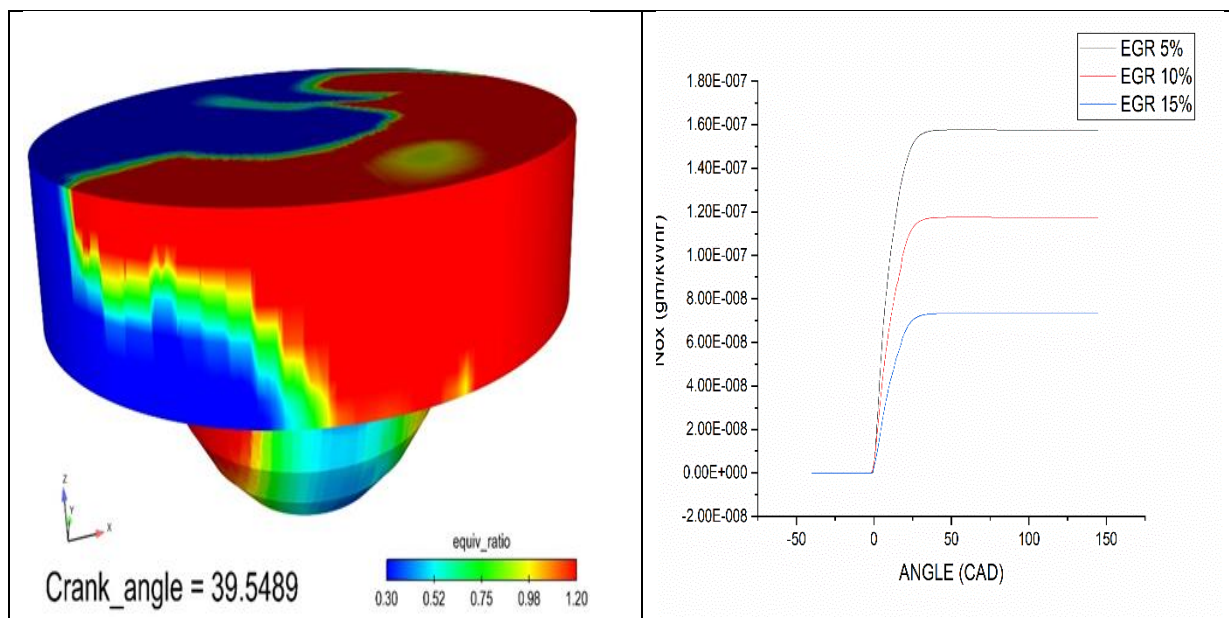 Z
Y
X
Crank_angle = 39.5489
equiv_ratio
0.30 0.52 0.75 0.98 1.20
EGR 5%
EGR 10%
EGR 15%
1.80E-007
1.60E-007
1.40E-007
1.20E-007
1.00E-007
8.00E-008
6.00E-008
4.00E-008
2.00E-008
0.00E+000
-2.00E-008
Nox (gm/kWhr)
-50 0 50 100 150
ANGLE (CAD)